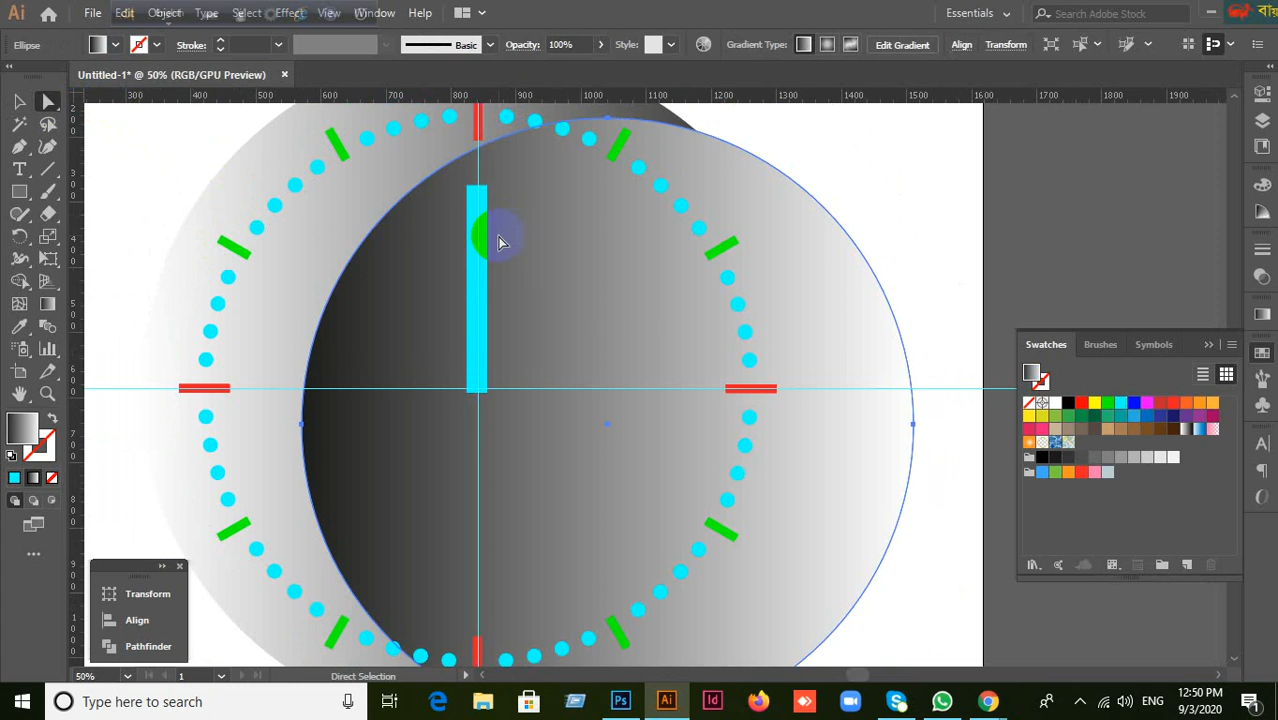 Ai File Edit Object Type Select Effect View Window Help Essentials Search Adobe Stock
Ellipse Stroke: Basic Opacity: 100% Style: Gradient Type: Edit Gradient Align Transform
Untitled-1* @ 50% (RGB/GPU Preview)
300 400 500 600 700 800 900 1000 1100 1200 1300 1400 1500 1600 1700 1800 1900
Swatches Brushes Symbols
Transform
Align
Pathfinder
50% 1 Direct Selection
Type here to search Ps Ai Id ENG 12:50 PM
9/3/2020